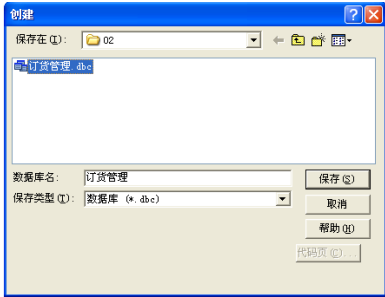 创建
保存在(I): 02
订货管理.dbc
数据库名: 订货管理 保存(S)
保存类型(T): 数据库 (*.dbc) 取消
帮助(H)
代码页(C)...